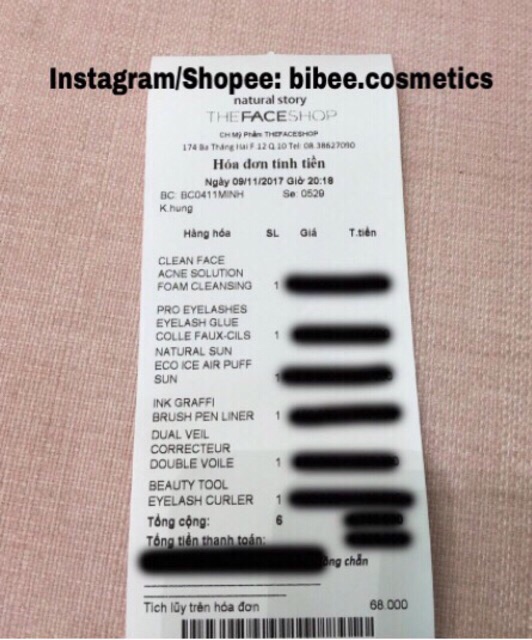 Instagram/Shopee: bibee.cosmetics
natural story
THEFACESHOP
CH Mỹ Phẩm THEFACESHOP
174 Ba Tháng Hai F 12 Q.10 Tel: 08.38627090
Hóa đơn tính tiền
Ngày 09/11/2017 Giờ 20:18
BC: BC0411MINH Se: 0529
K.hung
Hàng hóa SL Giá T.tiền
CLEAN FACE
ACNE SOLUTION
FOAM CLEANSING 1
PRO EYELASHES
EYELASH GLUE
COLLE FAUX-CILS 1
NATURAL SUN
ECO ICE AIR PUFF
SUN 1
INK GRAFFI
BRUSH PEN LINER 1
DUAL VEIL
CORRECTEUR
DOUBLE VOILE 1
BEAUTY TOOL
EYELASH CURLER 1
Tổng cộng: 6
Tổng tiền thanh toán:
chẵn
Tích lũy trên hóa đơn 68.000